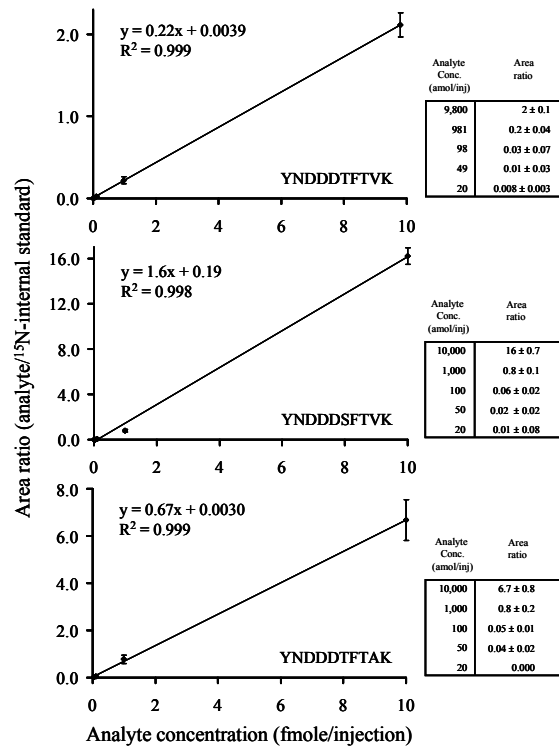 Area ratio (analyte/¹⁵N-internal standard)
y = 0.22x + 0.0039
R² = 0.999
2.0
1.0
0.0
0 2 4 6 8 10
YNDDDTFTVK
Analyte Area
Conc. ratio
(amol/inj)
9,800 2 ± 0.1
981 0.2 ± 0.04
98 0.03 ± 0.07
49 0.01 ± 0.03
20 0.008 ± 0.003
y = 1.6x + 0.19
R² = 0.998
16.0
12.0
8.0
4.0
0.0
0 2 4 6 8 10
YNDDDSFTVK
Analyte Area
Conc. ratio
(amol/inj)
10,000 16 ± 0.7
1,000 0.8 ± 0.1
100 0.06 ± 0.02
50 0.02 ± 0.02
20 0.01 ± 0.08
y = 0.67x + 0.0030
R² = 0.999
8.0
6.0
4.0
2.0
0.0
0 2 4 6 8 10
YNDDDTFTAK
Analyte Area
Conc. ratio
(amol/inj)
10,000 6.7 ± 0.8
1,000 0.8 ± 0.2
100 0.05 ± 0.01
50 0.04 ± 0.02
20 0.000
Analyte concentration (fmole/injection)